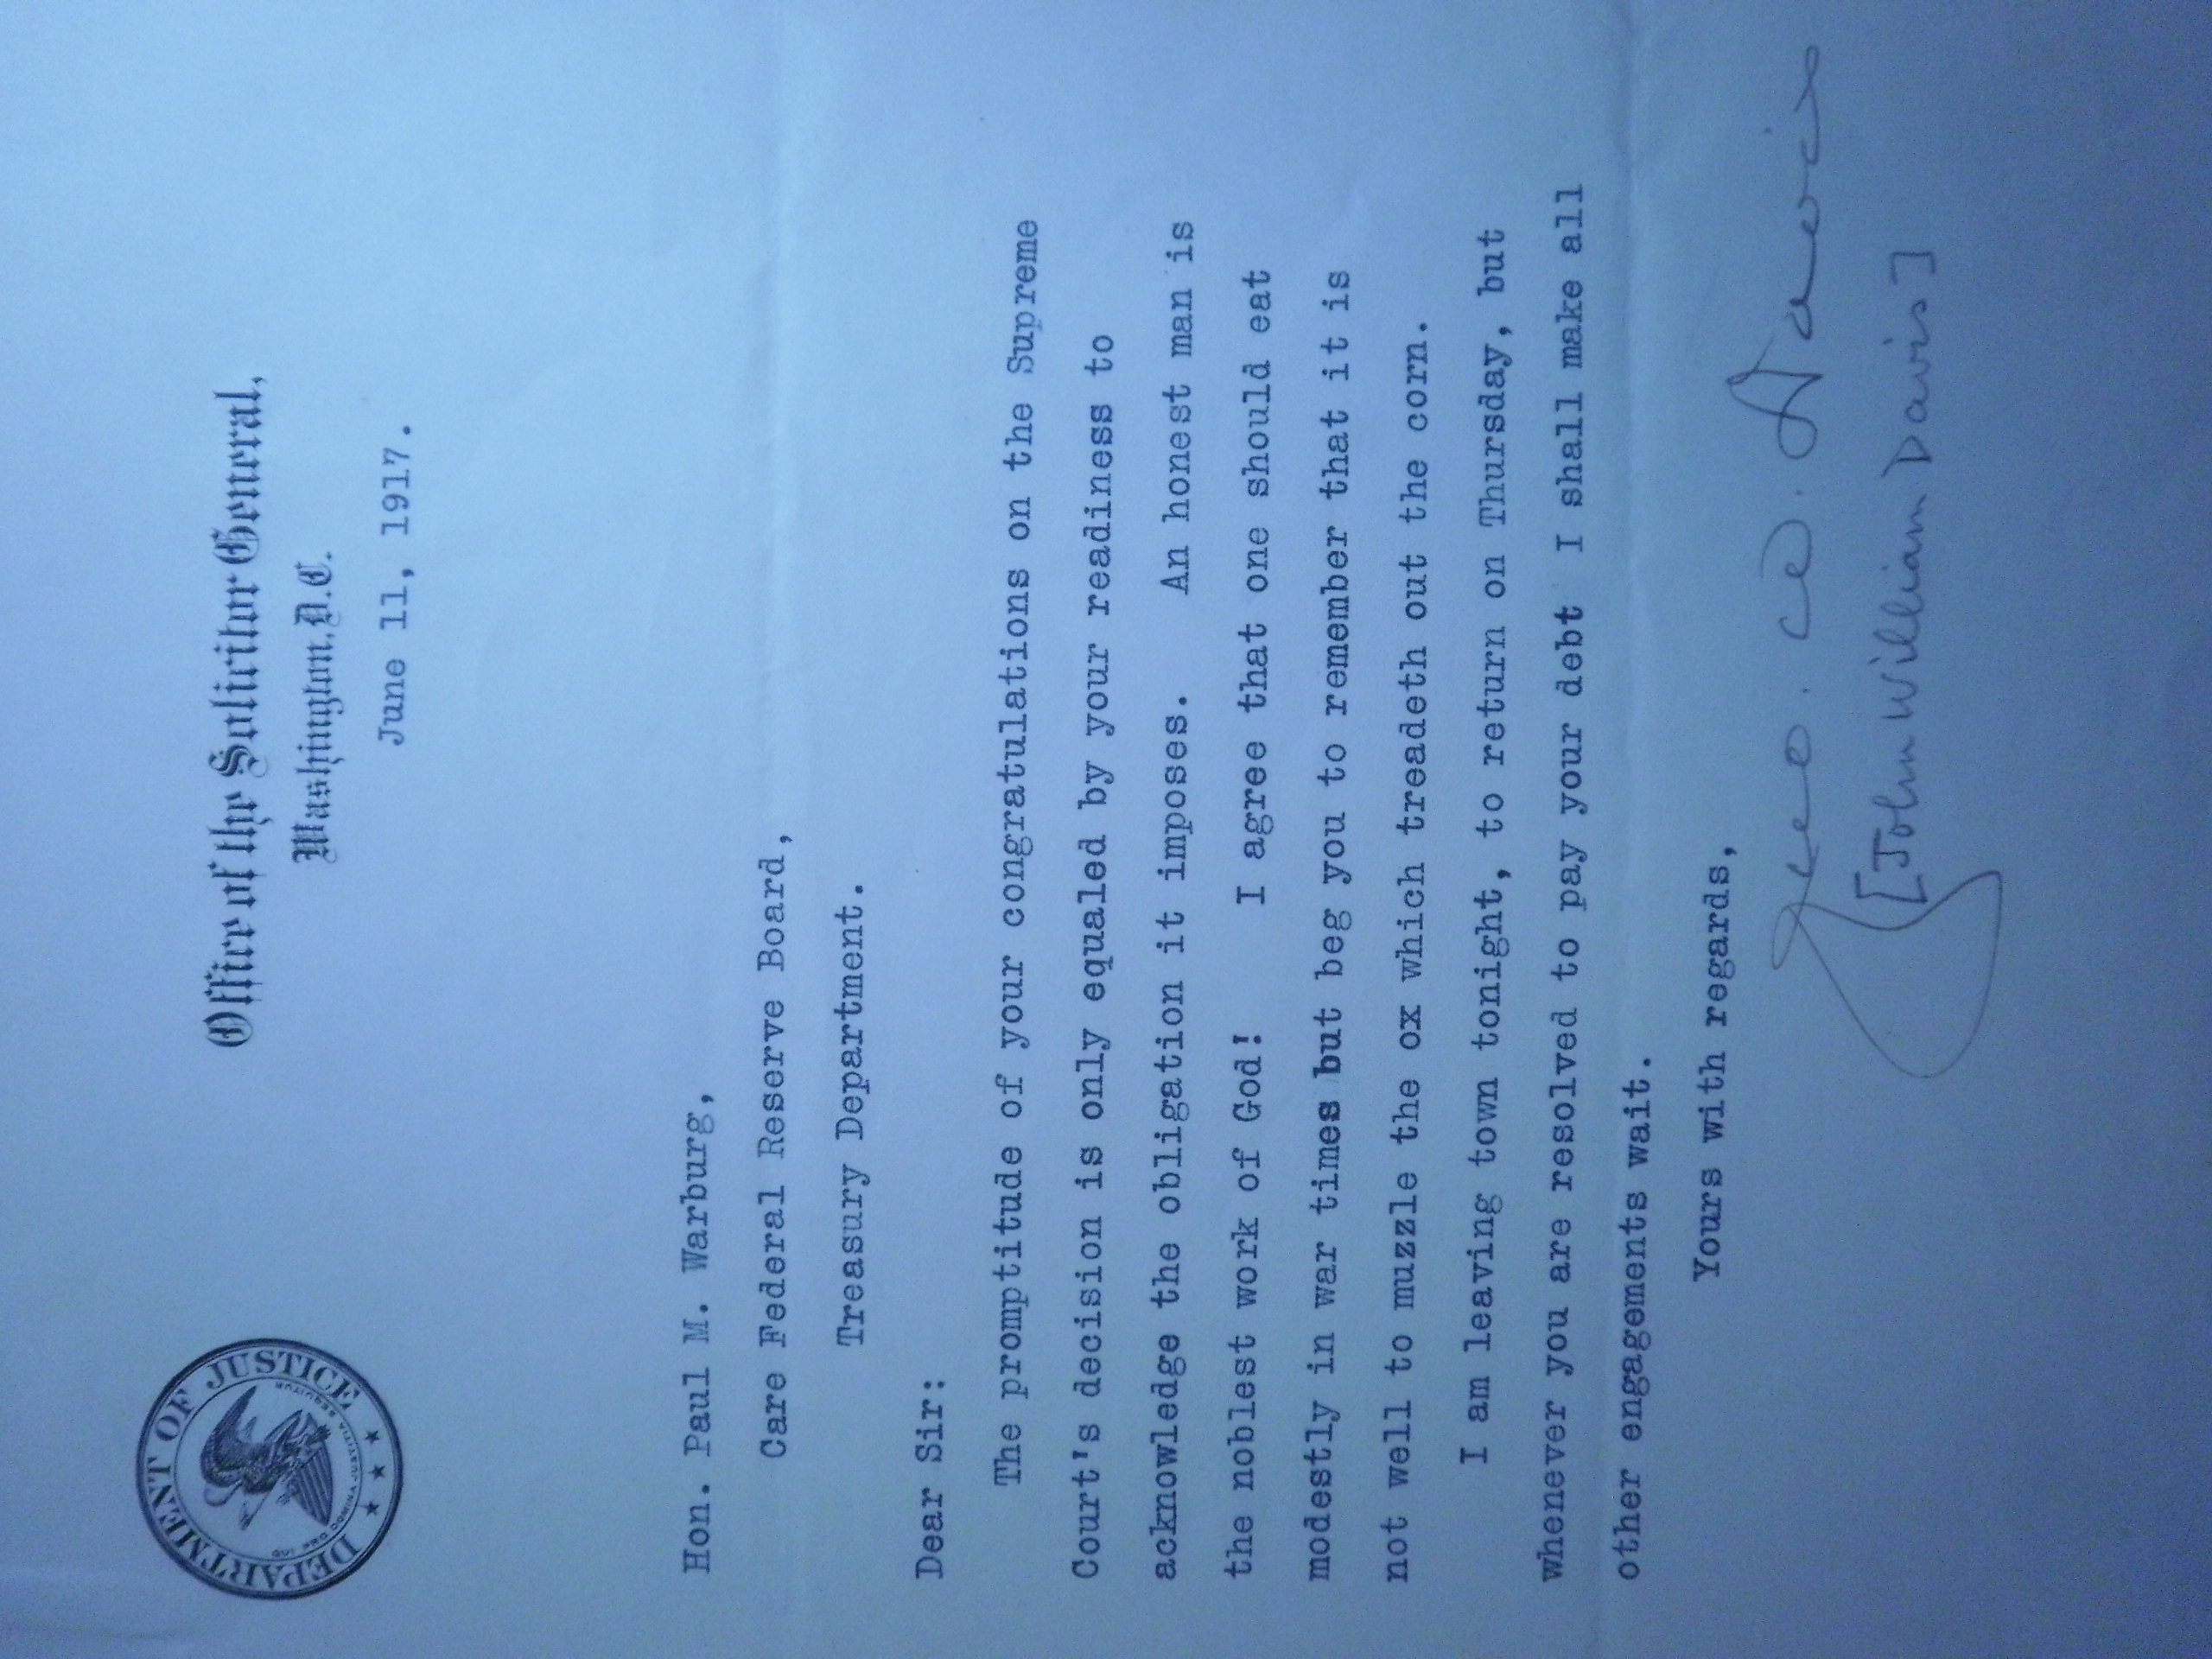 DEPARTMENT OF JUSTICE
Office of the Solicitor General,
Washington, D.C.
June 11, 1917.
Hon. Paul M. Warburg,
Care Federal Reserve Board,
Treasury Department.
Dear Sir:
The promptitude of your congratulations on the Supreme
Court's decision is only equaled by your readiness to
acknowledge the obligation it imposes. An honest man is
the noblest work of God! I agree that one should eat
modestly in war times but beg you to remember that it is
not well to muzzle the ox which treadeth out the corn.
I am leaving town tonight, to return on Thursday, but
whenever you are resolved to pay your debt I shall make all
other engagements wait.
Yours with regards,
Davis
[John William Davis]